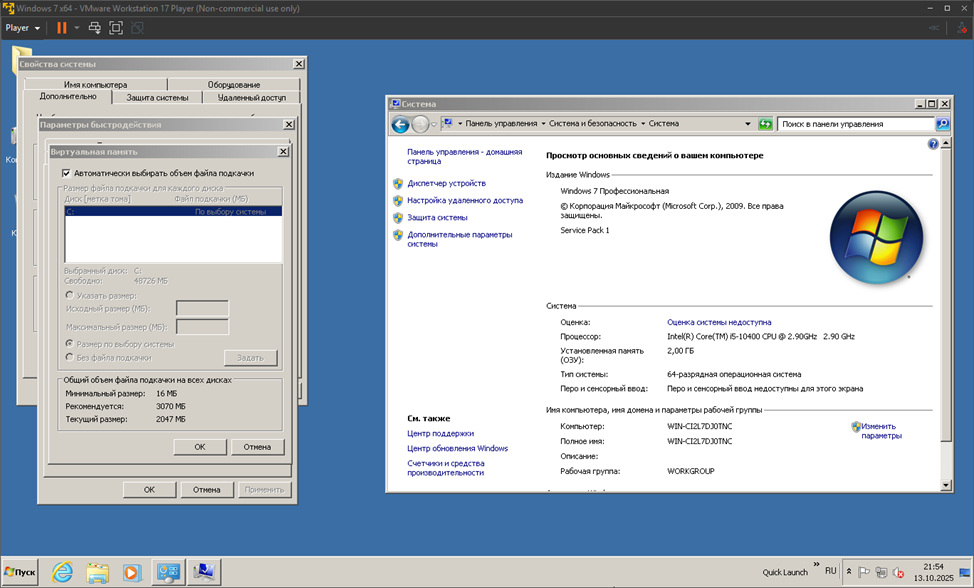 Windows 7 x64 - VMware Workstation 17 Player (Non-commercial use only)
Player
Свойства системы
Имя компьютера
Оборудование
Дополнительно
Защита системы
Удаленный доступ
Параметры быстродействия
Виртуальная память
Автоматически выбирать объем файла подкачки
Размер файла подкачки для каждого диска
Диск [метка тома]
Файл подкачки (МБ)
C:
По выбору системы
Выбранный диск: C:
Свободно: 48726 МБ
Указать размер:
Исходный размер (МБ):
Максимальный размер (МБ):
Размер по выбору системы
Без файла подкачки
Задать
Общий объем файла подкачки на всех дисках
Минимальный размер: 16 МБ
Рекомендуется: 3070 МБ
Текущий размер: 2047 МБ
ОК
Отмена
ОК
Отмена
Применить
Система
Панель управления
Система и безопасность
Система
Поиск в панели управления
Панель управления - домашняя
страница
Диспетчер устройств
Настройка удаленного доступа
Защита системы
Дополнительные параметры
системы
См. также
Центр поддержки
Центр обновления Windows
Счетчики и средства
производительности
Просмотр основных сведений о вашем компьютере
Издание Windows
Windows 7 Профессиональная
© Корпорация Майкрософт (Microsoft Corp.), 2009. Все права
защищены.
Service Pack 1
Система
Оценка: Оценка системы недоступна
Процессор: Intel(R) Core(TM) i5-10400 CPU @ 2.90GHz 2.90 GHz
Установленная память
(ОЗУ): 2,00 ГБ
Тип системы: 64-разрядная операционная система
Перо и сенсорный ввод: Перо и сенсорный ввод недоступны для этого экрана
Имя компьютера, имя домена и параметры рабочей группы
Компьютер: WIN-CI2L7DJ0TNC
Изменить
параметры
Полное имя: WIN-CI2L7DJ0TNC
Описание:
Рабочая группа: WORKGROUP
Пуск
Quick Launch
RU
21:54
13.10.2025